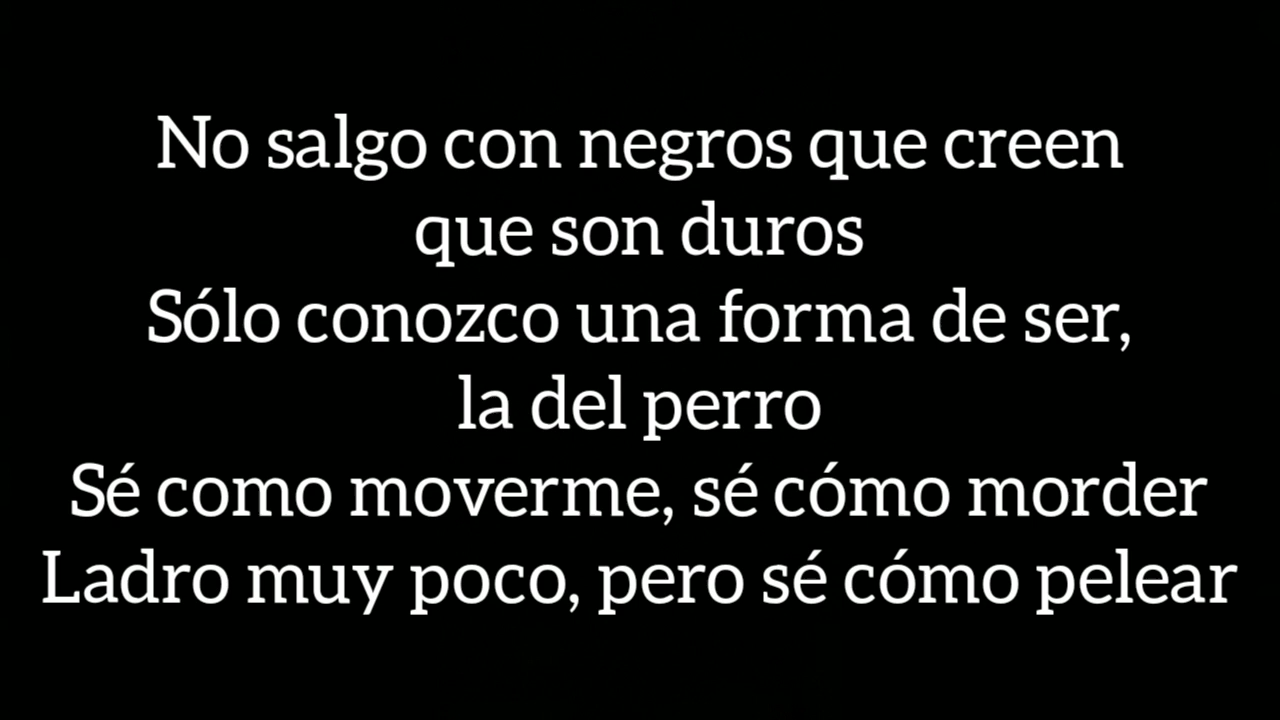 No salgo con negros que creen
que son duros
Sólo conozco una forma de ser,
la del perro
Sé como moverme, sé cómo morder
Ladro muy poco, pero sé cómo pelear